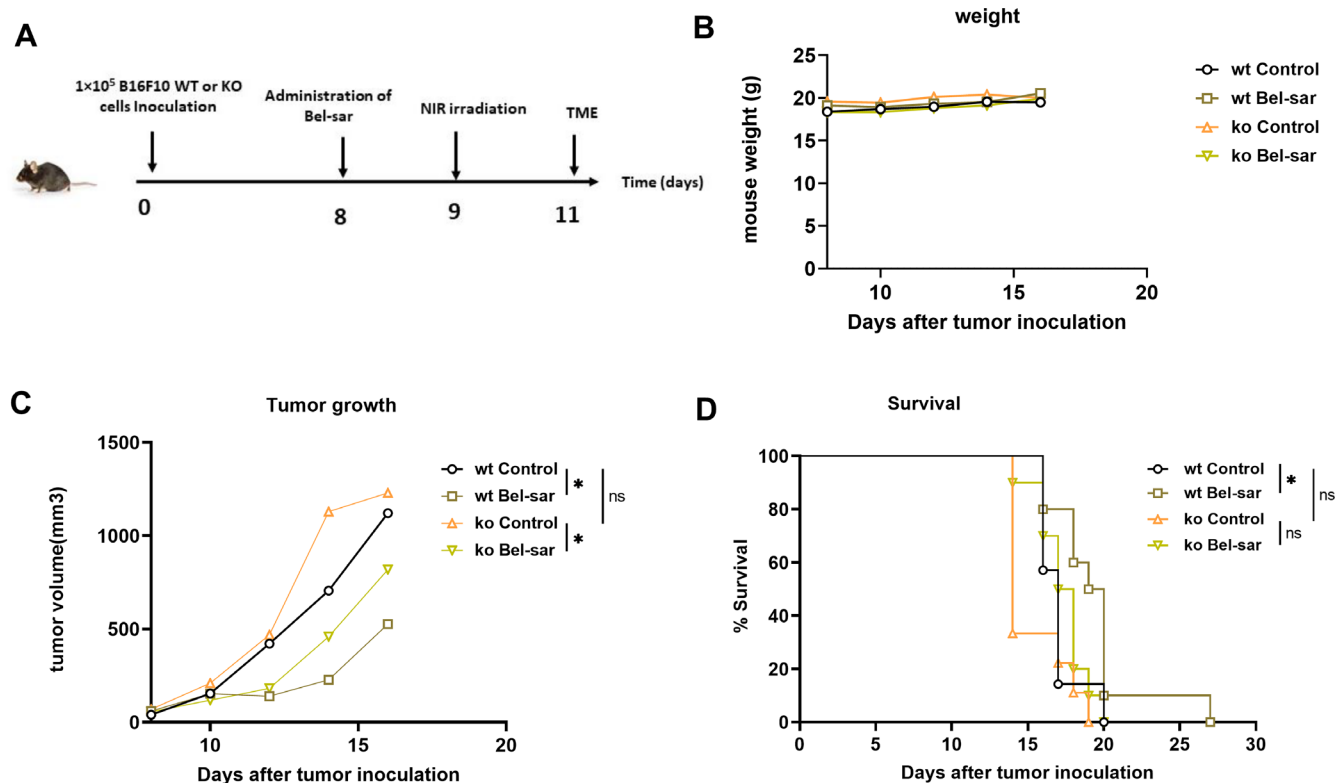 A
1×10⁵ B16F10 WT or KO
cells Inoculation
Administration of
Bel-sar
NIR irradiation
TME
Time (days)
0
8
9
11
B
weight
mouse weight (g)
25
20
15
10
5
0
10
15
20
Days after tumor inoculation
wt Control
wt Bel-sar
ko Control
ko Bel-sar
C
Tumor growth
tumor volume(mm3)
1500
1000
500
0
10
15
20
Days after tumor inoculation
wt Control
wt Bel-sar
ko Control
ko Bel-sar
*
*
ns
D
Survival
% Survival
100
80
60
40
20
0
0
5
10
15
20
25
30
Days after tumor inoculation
wt Control
wt Bel-sar
ko Control
ko Bel-sar
*
ns
ns